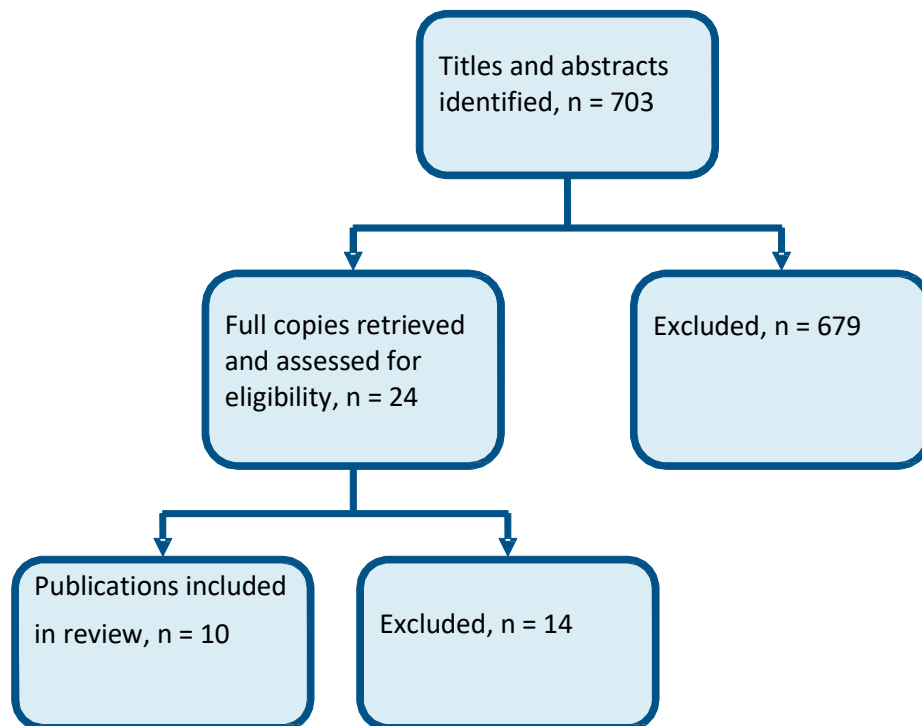 Titles and abstracts
identified, n = 703
Full copies retrieved
and assessed for
eligibility, n = 24
Excluded, n = 679
Publications included
in review, n = 10
Excluded, n = 14